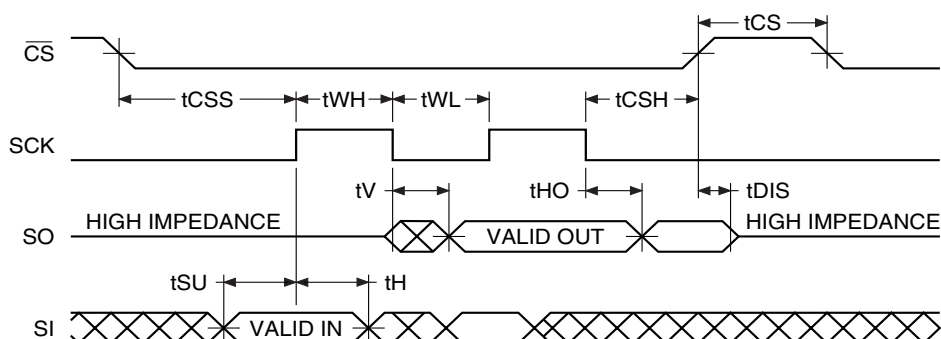 tCS
C̅S̅
tCSS tWH tWL tCSH
SCK
tV tHO tDIS
HIGH IMPEDANCE HIGH IMPEDANCE
SO VALID OUT
tSU tH
SI VALID IN